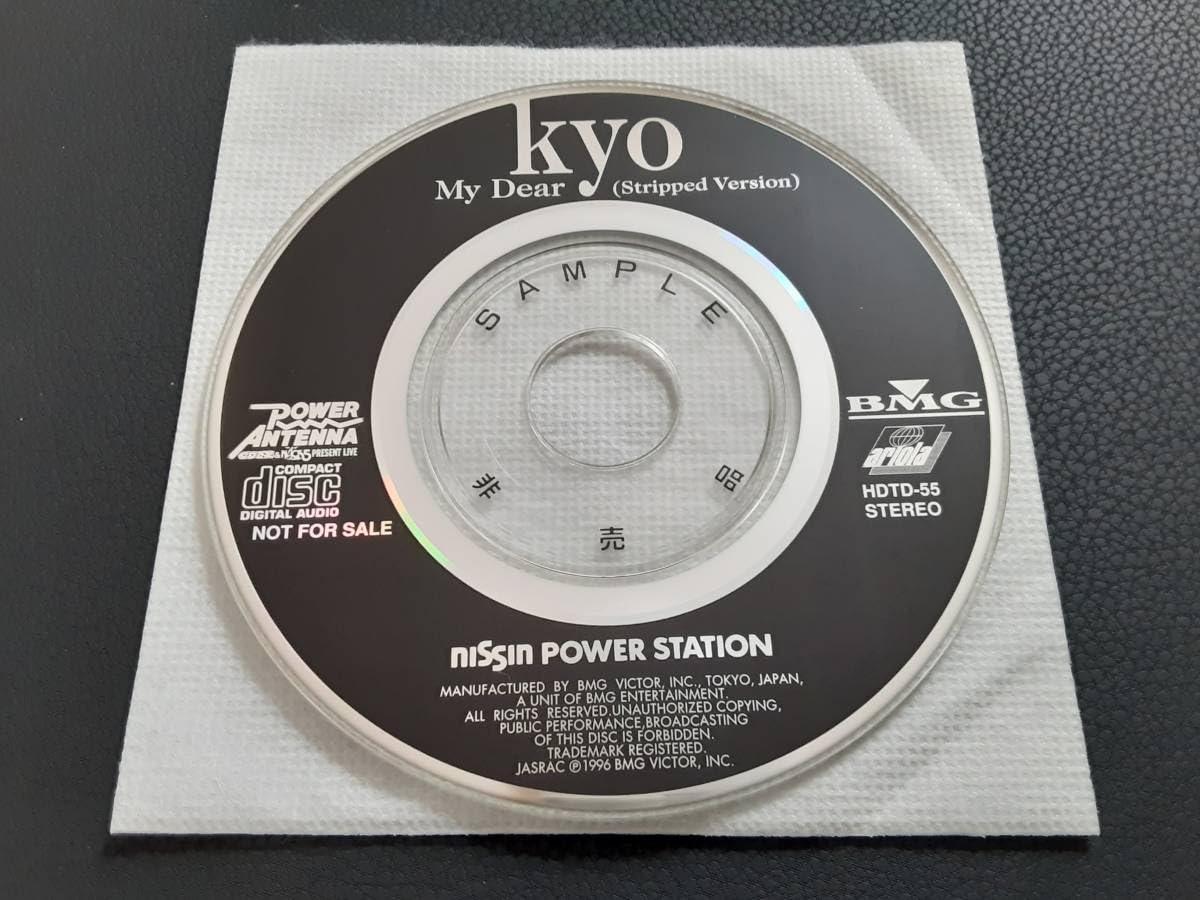 kyo
My Dear (Stripped Version)
SAMPLE
非売品
POWER
ANTENNA
PRESENT LIVE
COMPACT
disc
DIGITAL AUDIO
NOT FOR SALE
BMG
ariola
HDTD-55
STEREO
nissin POWER STATION
MANUFACTURED BY BMG VICTOR, INC., TOKYO, JAPAN,
A UNIT OF BMG ENTERTAINMENT.
ALL RIGHTS RESERVED.UNAUTHORIZED COPYING,
PUBLIC PERFORMANCE,BROADCASTING
OF THIS DISC IS FORBIDDEN.
TRADEMARK REGISTERED.
JASRAC ℗1996 BMG VICTOR, INC.